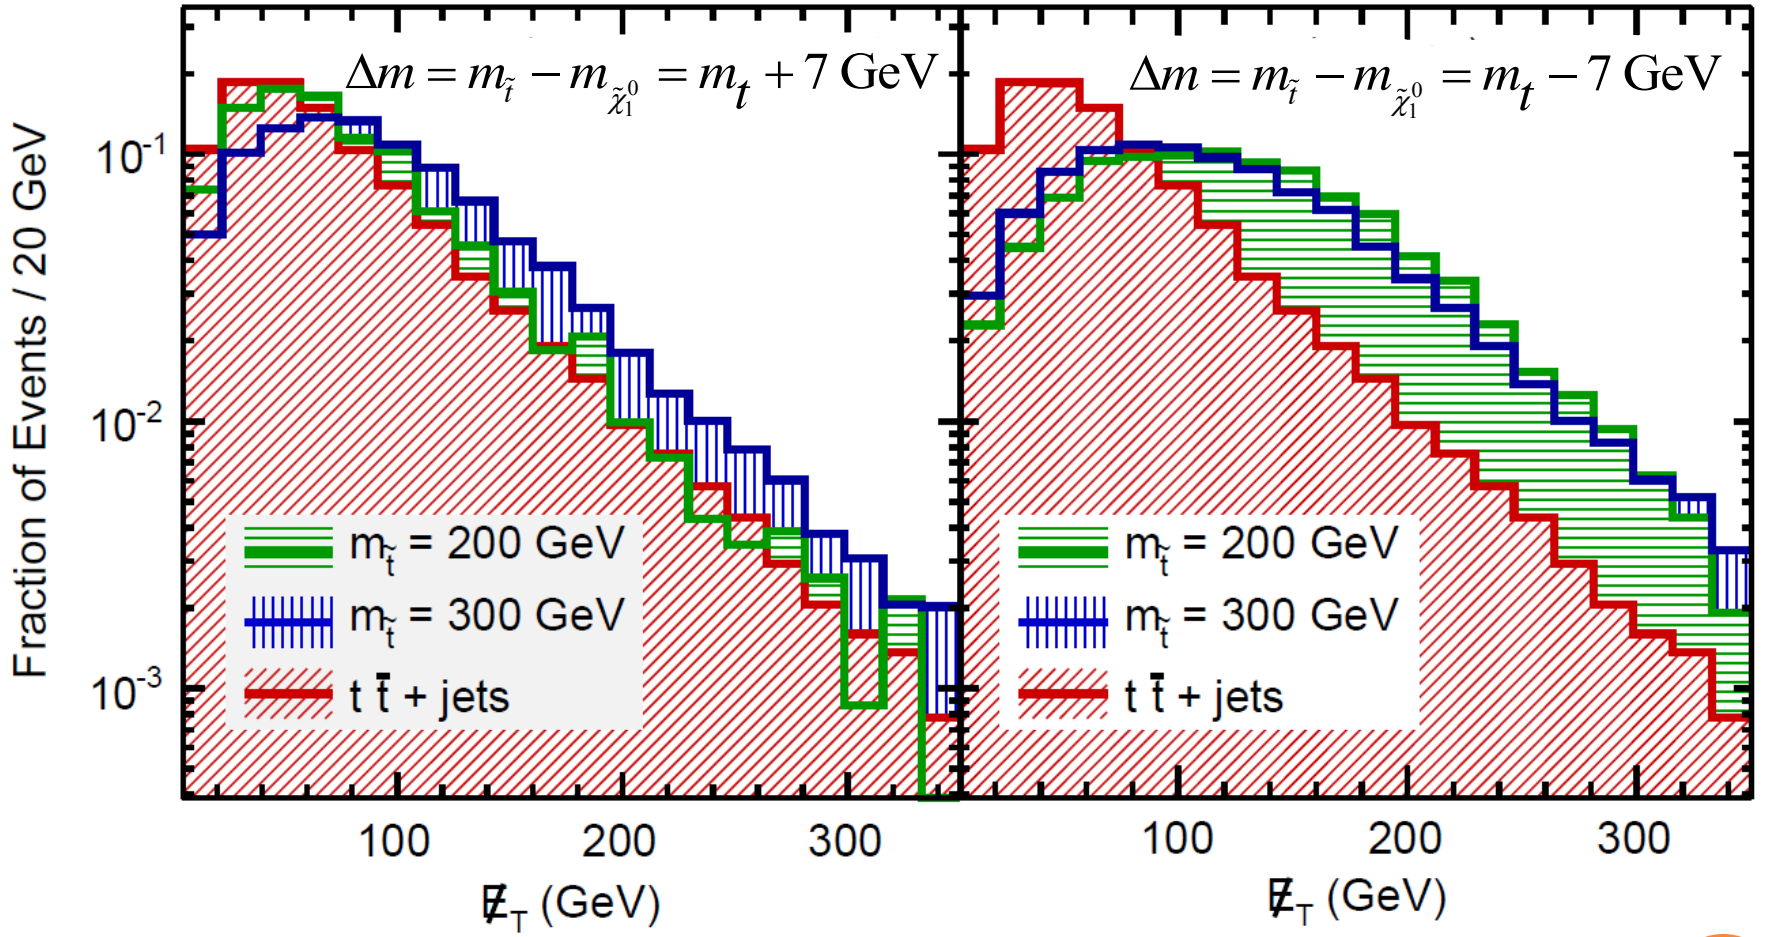 Δm = m_t̃ − m_χ̃₁⁰ = m_t + 7 GeV
Δm = m_t̃ − m_χ̃₁⁰ = m_t − 7 GeV
Fraction of Events / 20 GeV
10⁻¹
10⁻²
10⁻³
m_t̃ = 200 GeV
m_t̃ = 300 GeV
t t̄ + jets
m_t̃ = 200 GeV
m_t̃ = 300 GeV
t t̄ + jets
100 200 300
100 200 300
E̸_T (GeV)
E̸_T (GeV)